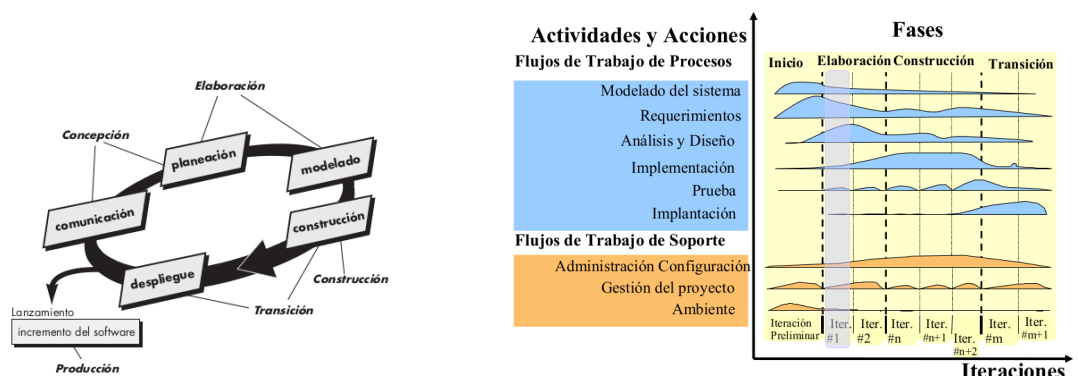 Elaboración
Concepción
planeación
modelado
comunicación
construcción
despliegue
Construcción
Transición
Lanzamiento
incremento del software
Producción
Actividades y Acciones
Fases
Flujos de Trabajo de Procesos
Inicio
Elaboración
Construcción
Transición
Modelado del sistema
Requerimientos
Análisis y Diseño
Implementación
Prueba
Implantación
Flujos de Trabajo de Soporte
Administración Configuración
Gestión del proyecto
Ambiente
Iteración
Preliminar
Iter.
#1
Iter.
#2
Iter.
#n
Iter.
#n+1
Iter.
#n+2
Iter.
#m
Iter.
#m+1
Iteraciones